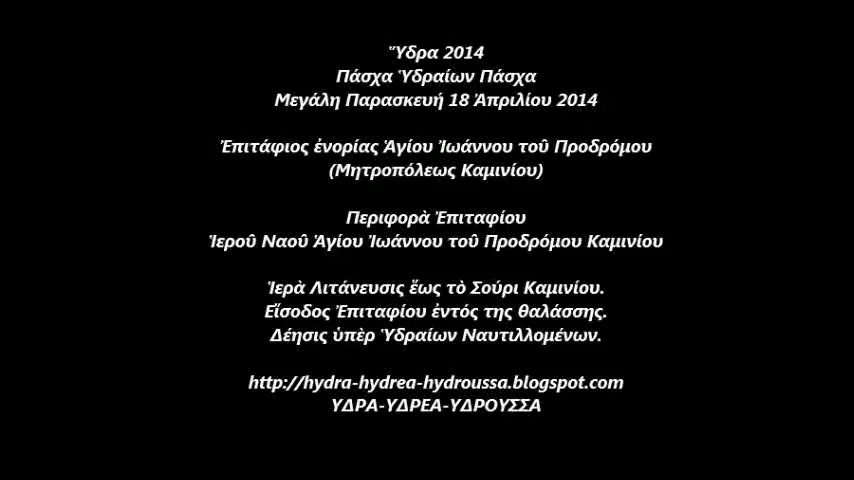 Ὕδρα 2014
Πάσχα Ὑδραίων Πάσχα
Μεγάλη Παρασκευή 18 Ἀπριλίου 2014
Ἐπιτάφιος ἐνορίας Ἁγίου Ἰωάννου τοῦ Προδρόμου
(Μητροπόλεως Καμινίου)
Περιφορὰ Ἐπιταφίου
Ἱεροῦ Ναοῦ Ἁγίου Ἰωάννου τοῦ Προδρόμου Καμινίου
Ἱερὰ Λιτάνευσις ἕως τὸ Σούρι Καμινίου.
Εἴσοδος Ἐπιταφίου ἐντός της θαλάσσης.
Δέησις ὑπὲρ Ὑδραίων Ναυτιλλομένων.
http://hydra-hydrea-hydroussa.blogspot.com
ΥΔΡΑ-ΥΔΡΕΑ-ΥΔΡΟΥΣΣΑ